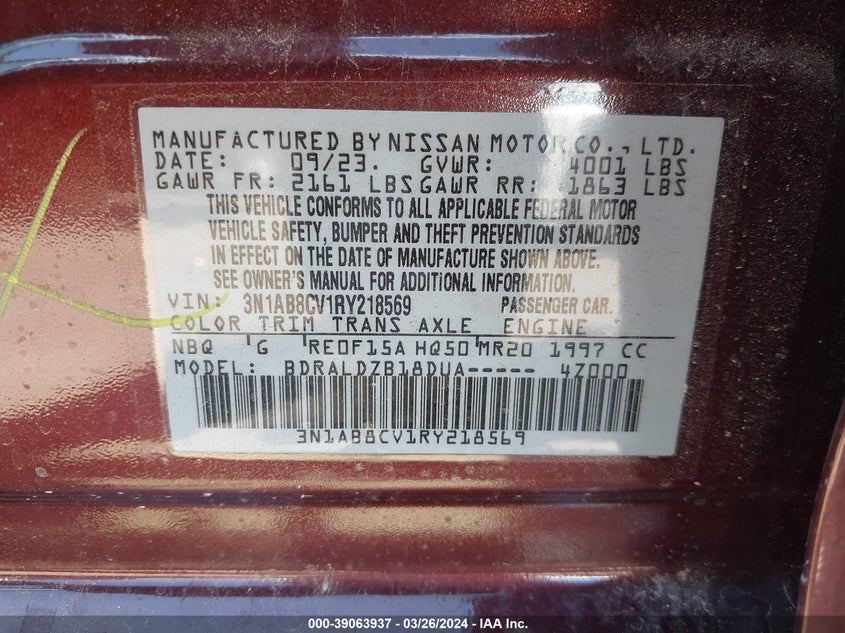 MANUFACTURED BY NISSAN MOTOR CO., LTD.
DATE: 09/23. GVWR: 4001 LBS
GAWR FR: 2161 LBS GAWR RR: 1863 LBS
THIS VEHICLE CONFORMS TO ALL APPLICABLE FEDERAL MOTOR
VEHICLE SAFETY, BUMPER AND THEFT PREVENTION STANDARDS
IN EFFECT ON THE DATE OF MANUFACTURE SHOWN ABOVE.
SEE OWNER'S MANUAL FOR ADDITIONAL INFORMATION.
VIN: 3N1AB8CV1RY218569 PASSENGER CAR.
COLOR TRIM TRANS AXLE ENGINE
NBQ G RE0F15A HQ50 MR20 1997 CC
MODEL: BDRALDZB18DUA----- 4Z000
3N1AB8CV1RY218569
000-39063937 - 03/26/2024 - IAA Inc.